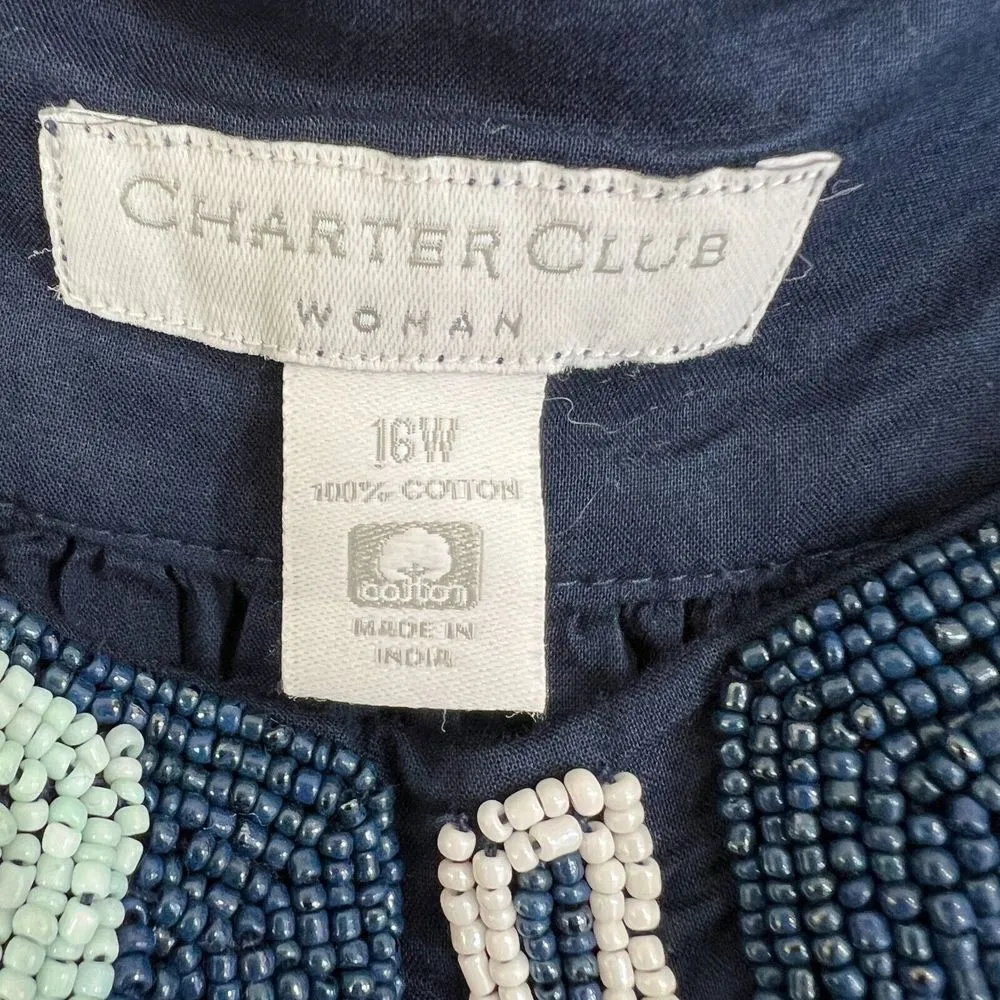 CHARTER CLUB
WOMAN
16W
100% COTTON
cotton
MADE IN
INDIA